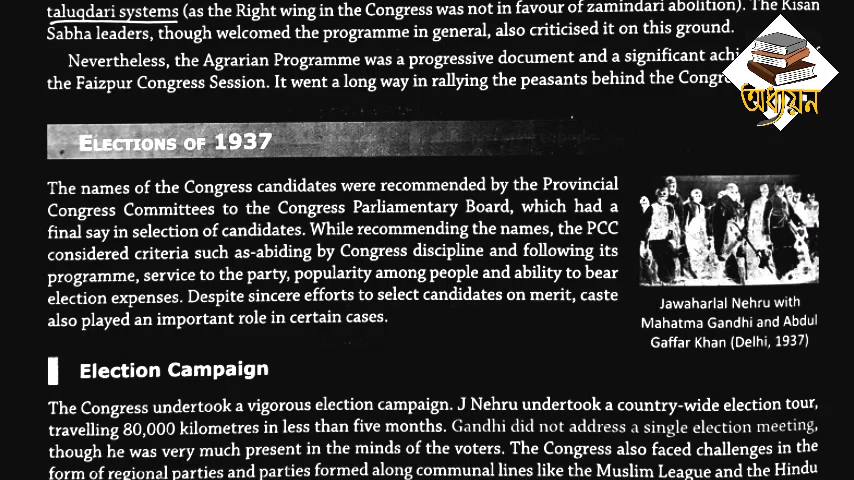 taluqdari systems (as the Right wing in the Congress was not in favour of zamindari abolition). The Kisan
Sabha leaders, though welcomed the programme in general, also criticised it on this ground.
Nevertheless, the Agrarian Programme was a progressive document and a significant
the Faizpur Congress Session. It went a long way in rallying the peasants behind the
অধ্যয়ন
ELECTIONS OF 1937
The names of the Congress candidates were recommended by the Provincial
Congress Committees to the Congress Parliamentary Board, which had a
final say in selection of candidates. While recommending the names, the PCC
considered criteria such as-abiding by Congress discipline and following its
programme, service to the party, popularity among people and ability to bear
election expenses. Despite sincere efforts to select candidates on merit, caste
also played an important role in certain cases.
Jawaharlal Nehru with
Mahatma Gandhi and Abdul
Gaffar Khan (Delhi, 1937)
Election Campaign
The Congress undertook a vigorous election campaign. J Nehru undertook a country-wide election tour,
travelling 80,000 kilometres in less than five months. Gandhi did not address a single election meeting,
though he was very much present in the minds of the voters. The Congress also faced challenges in the
form of regional parties and parties formed along communal lines like the Muslim League and the Hindu